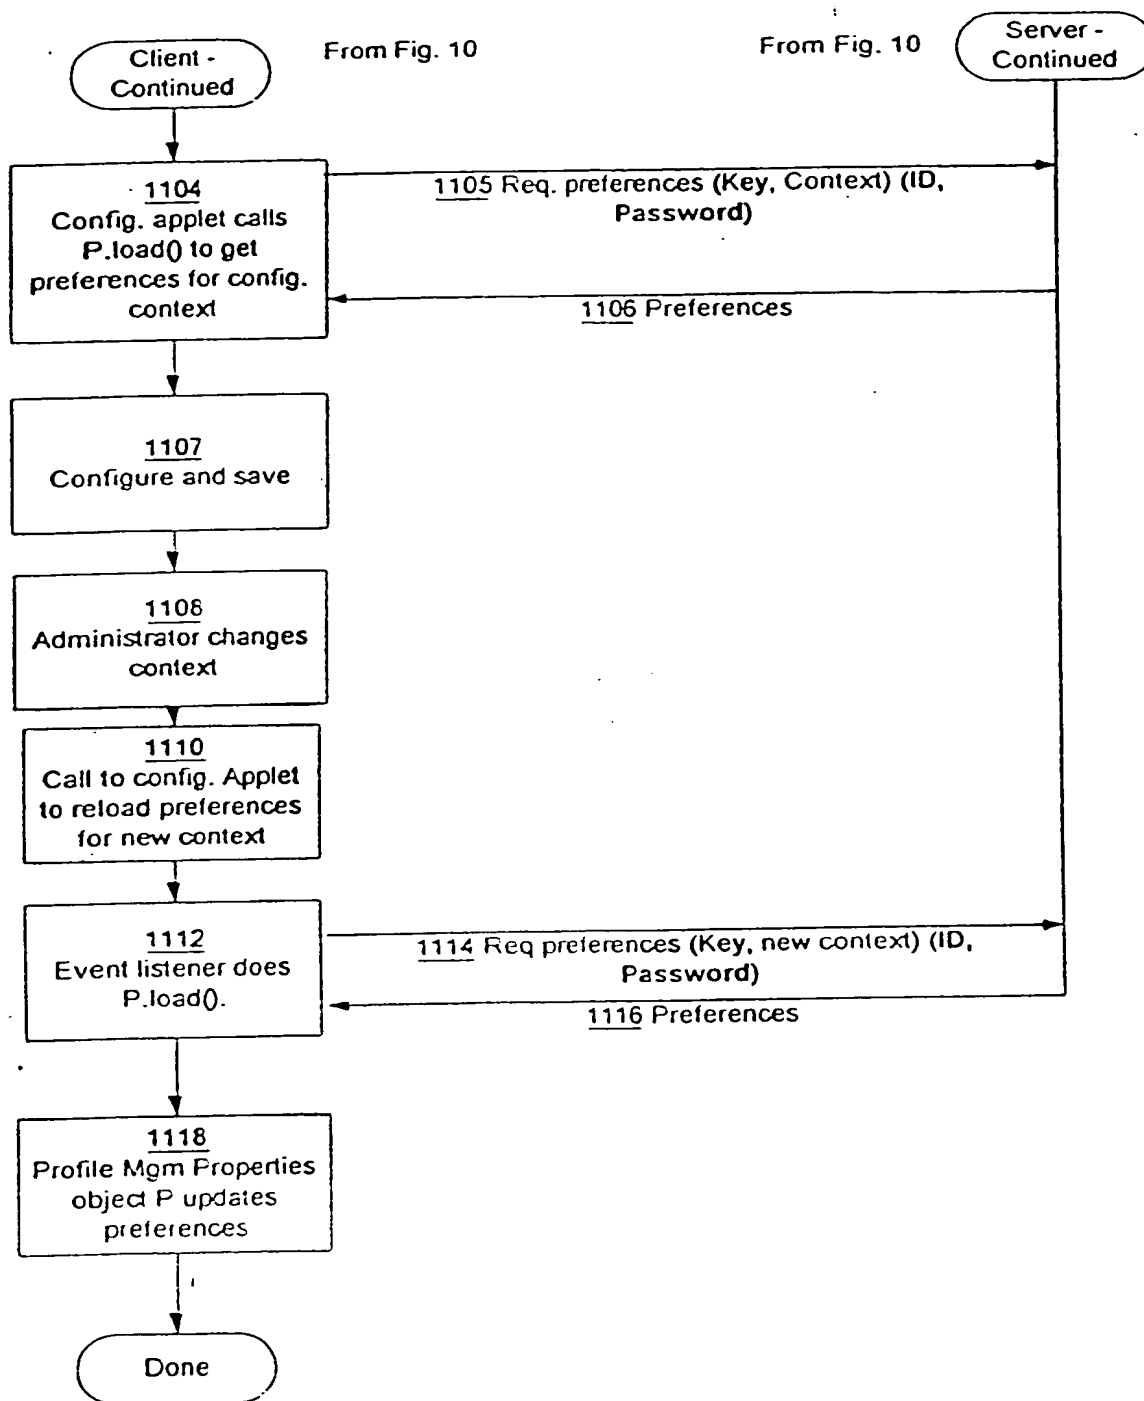 Client -
Continued
From Fig. 10
From Fig. 10
Server -
Continued
1104
Config. applet calls
P.load() to get
preferences for config.
context
1105 Req. preferences (Key, Context) (ID,
Password)
1106 Preferences
1107
Configure and save
1108
Administrator changes
context
1110
Call to config. Applet
to reload preferences
for new context
1112
Event listener does
P.load().
1114 Req preferences (Key, new context) (ID,
Password)
1116 Preferences
1118
Profile Mgm Properties
object P updates
preferences
Done